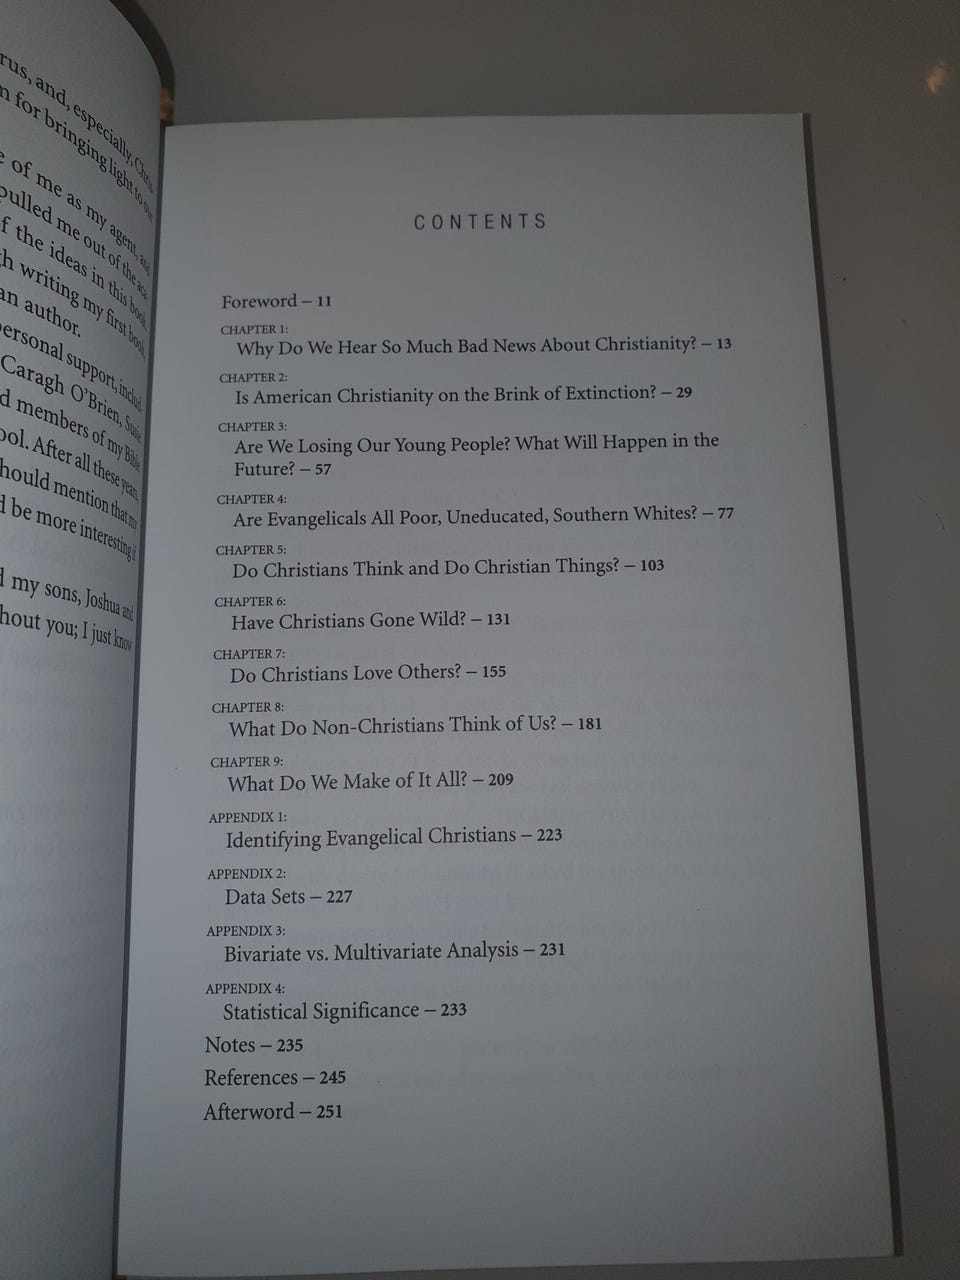 rus, and, especially, Chris
n for bringing light to our
e of me as my agent, and
pulled me out of the aca
f the ideas in this book
h writing my first book
an author.
ersonal support, includ
Caragh O'Brien, Susie
d members of my Bible
ool. After all these years,
hould mention that my
d be more interesting if
d my sons, Joshua and
hout you; I just know
CONTENTS
Foreword – 11
CHAPTER 1:
Why Do We Hear So Much Bad News About Christianity? – 13
CHAPTER 2:
Is American Christianity on the Brink of Extinction? – 29
CHAPTER 3:
Are We Losing Our Young People? What Will Happen in the
Future? – 57
CHAPTER 4:
Are Evangelicals All Poor, Uneducated, Southern Whites? – 77
CHAPTER 5:
Do Christians Think and Do Christian Things? – 103
CHAPTER 6:
Have Christians Gone Wild? – 131
CHAPTER 7:
Do Christians Love Others? – 155
CHAPTER 8:
What Do Non-Christians Think of Us? – 181
CHAPTER 9:
What Do We Make of It All? – 209
APPENDIX 1:
Identifying Evangelical Christians – 223
APPENDIX 2:
Data Sets – 227
APPENDIX 3:
Bivariate vs. Multivariate Analysis – 231
APPENDIX 4:
Statistical Significance – 233
Notes – 235
References – 245
Afterword – 251